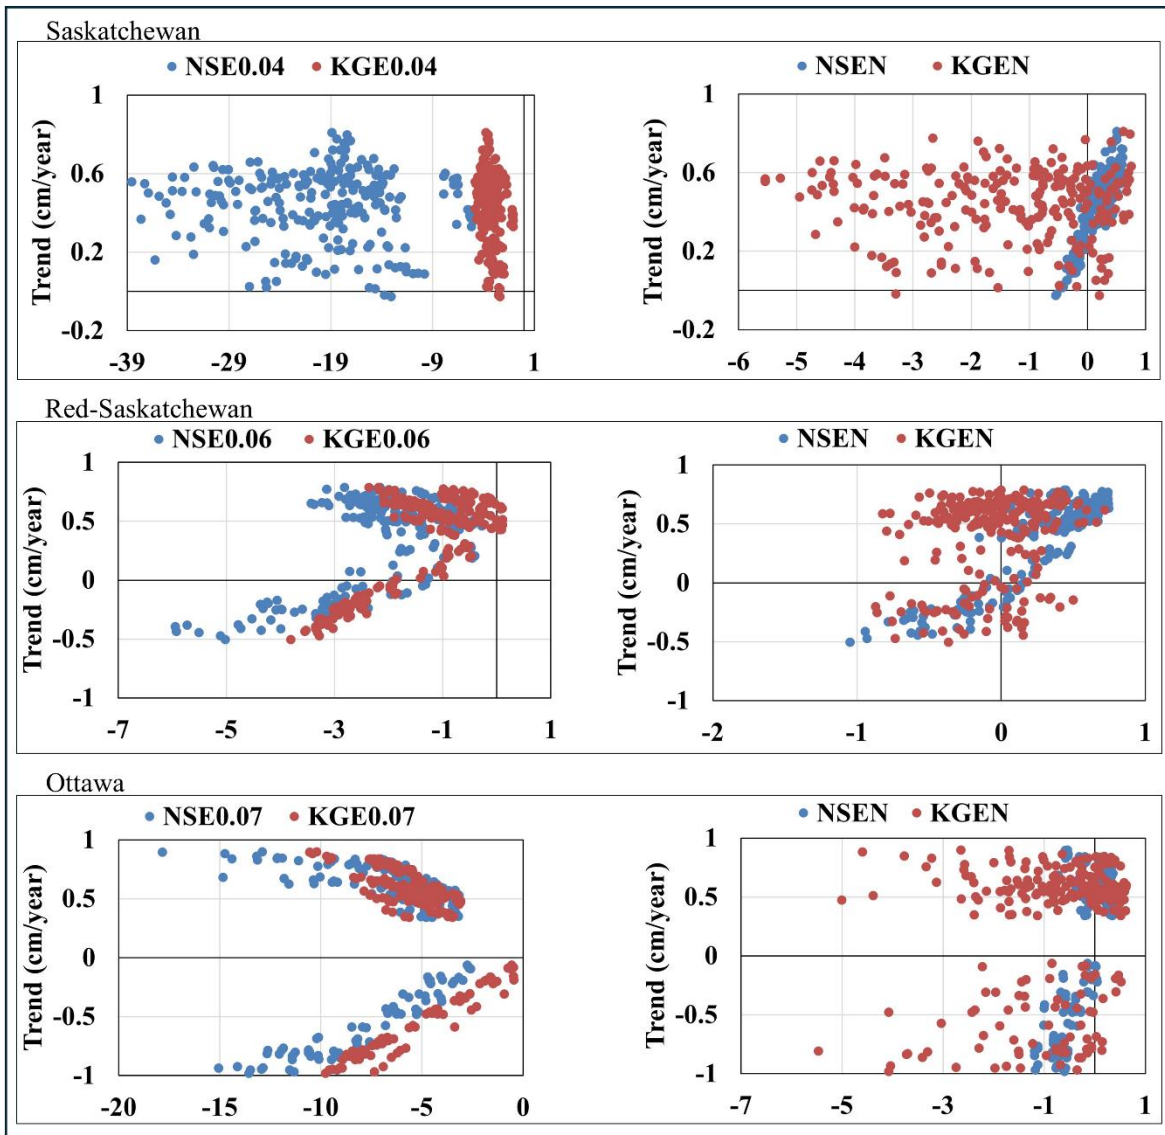 Saskatchewan
NSE0.04 KGE0.04
Trend (cm/year)
1
0.6
0.2
-0.2
-39 -29 -19 -9 1
NSEN KGEN
Trend (cm/year)
1
0.6
0.2
-0.2
-6 -5 -4 -3 -2 -1 0 1
Red-Saskatchewan
NSE0.06 KGE0.06
Trend (cm/year)
1
0.5
0
-0.5
-1
-7 -5 -3 -1 1
NSEN KGEN
Trend (cm/year)
1
0.5
0
-0.5
-1
-2 -1 0 1
Ottawa
NSE0.07 KGE0.07
Trend (cm/year)
1
0.5
0
-0.5
-1
-20 -15 -10 -5 0
NSEN KGEN
Trend (cm/year)
1
0.5
0
-0.5
-1
-7 -5 -3 -1 1